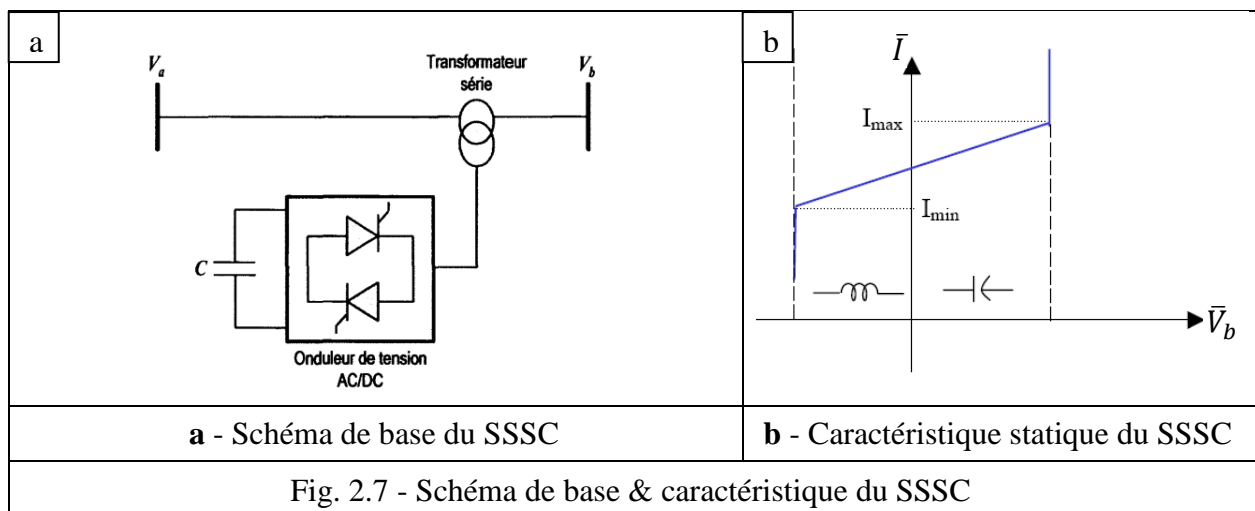 a
V_a
Transformateur
série
V_b
C
Onduleur de tension
AC/DC
b
Ī
I_max
I_min
V̄_b
a - Schéma de base du SSSC
b - Caractéristique statique du SSSC
Fig. 2.7 - Schéma de base & caractéristique du SSSC